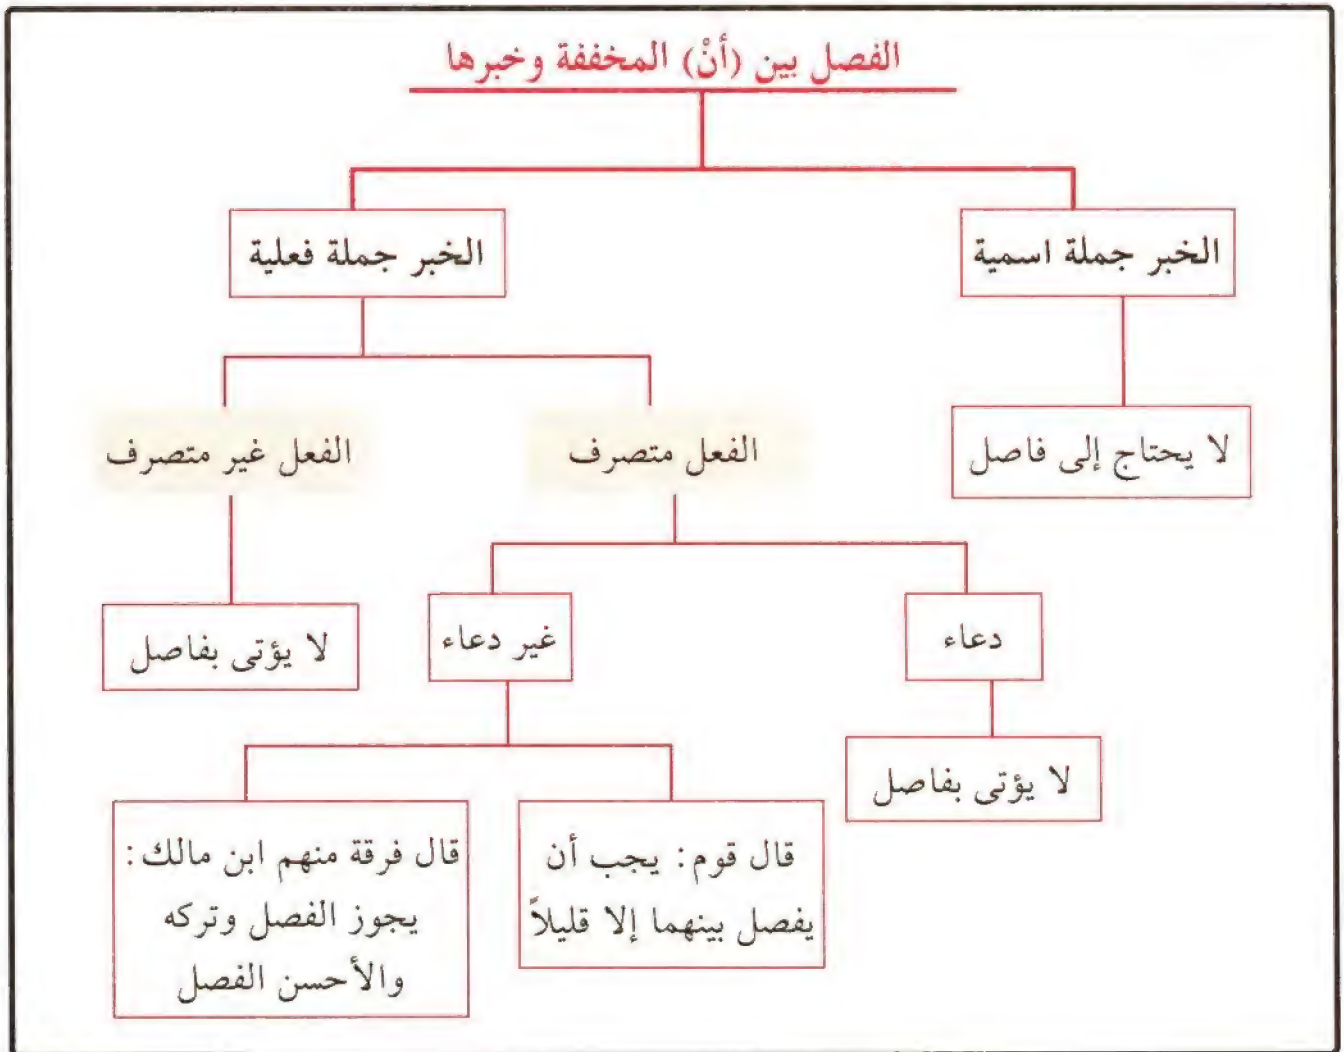 الفصل بين (أنْ) المخففة وخبرها
الخبر جملة اسمية
الخبر جملة فعلية
لا يحتاج إلى فاصل
الفعل متصرف
الفعل غير متصرف
دعاء
غير دعاء
لا يؤتى بفاصل
لا يؤتى بفاصل
قال قوم: يجب أن
يفصل بينهما إلا قليلاً
قال فرقة منهم ابن مالك:
يجوز الفصل وتركه
والأحسن الفصل